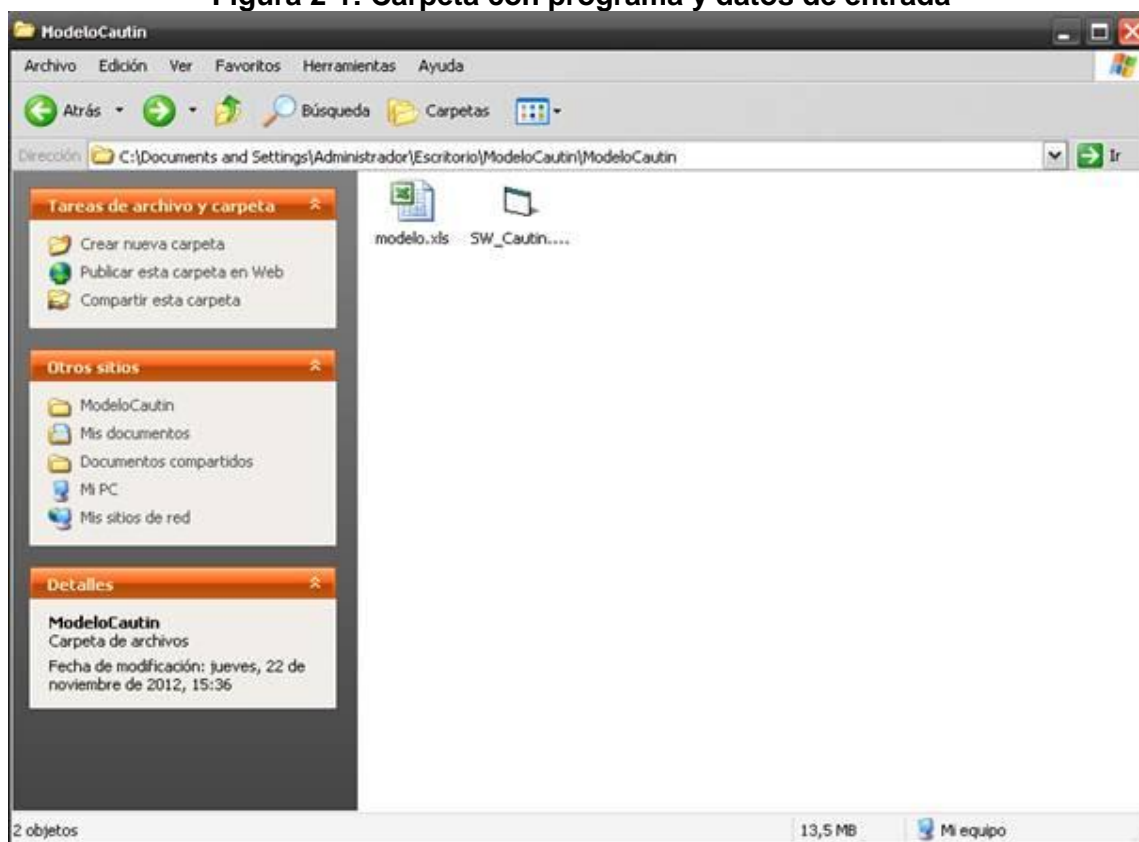 Figura 2-1: Carpeta con programa y datos de entrada
ModeloCautin
Archivo Edición Ver Favoritos Herramientas Ayuda
Atrás Búsqueda Carpetas
Dirección C:\Documents and Settings\Administrador\Escritorio\ModeloCautin\ModeloCautin Ir
Tareas de archivo y carpeta
Crear nueva carpeta
Publicar esta carpeta en Web
Compartir esta carpeta
Otros sitios
ModeloCautin
Mis documentos
Documentos compartidos
Mi PC
Mis sitios de red
Detalles
ModeloCautin
Carpeta de archivos
Fecha de modificación: jueves, 22 de
noviembre de 2012, 15:36
modelo.xls SW_Cautin....
2 objetos 13,5 MB Mi equipo